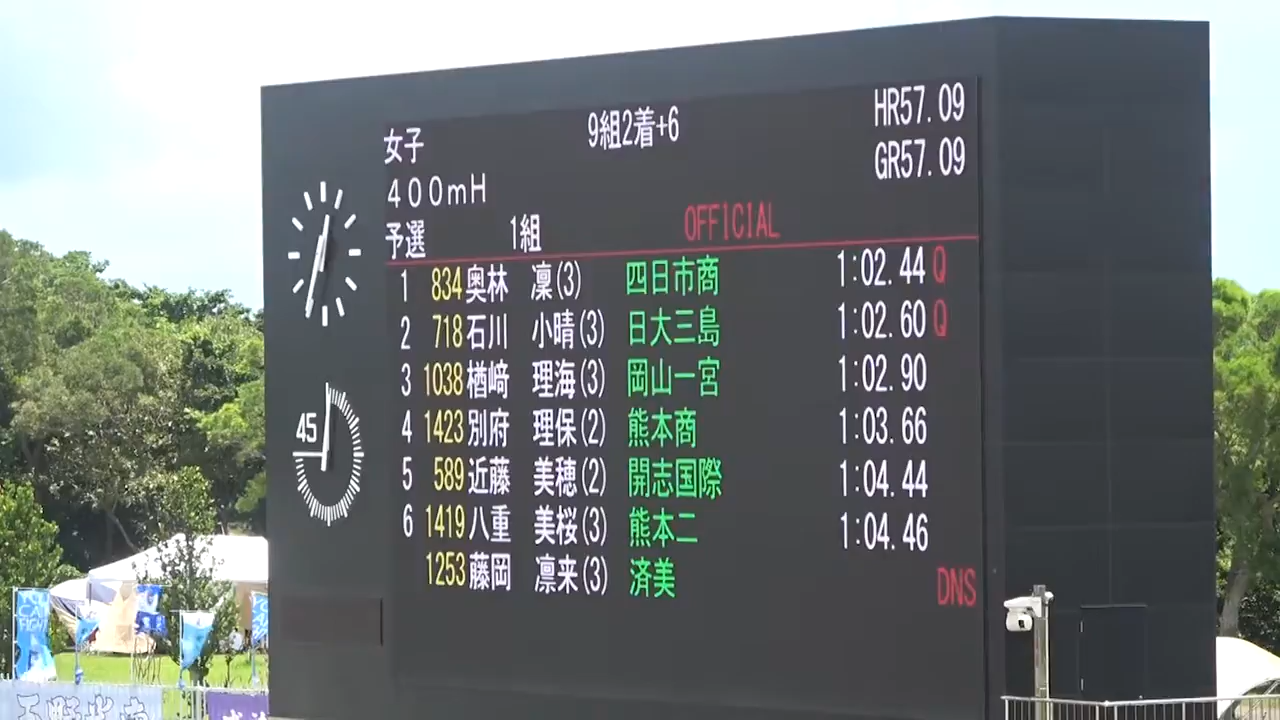 女子 9組2着+6 HR57.09
400mH GR57.09
予選 1組 OFFICIAL
1 834 奥林 凜(3) 四日市商 1:02.44 Q
2 718 石川 小晴(3) 日大三島 1:02.60 Q
3 1038 楢﨑 理海(3) 岡山一宮 1:02.90
4 1423 別府 理保(2) 熊本商 1:03.66
5 589 近藤 美穂(2) 開志国際 1:04.44
6 1419 八重 美桜(3) 熊本二 1:04.46
1253 藤岡 凛来(3) 済美 DNS
45
YOU
CAN
FIGHT